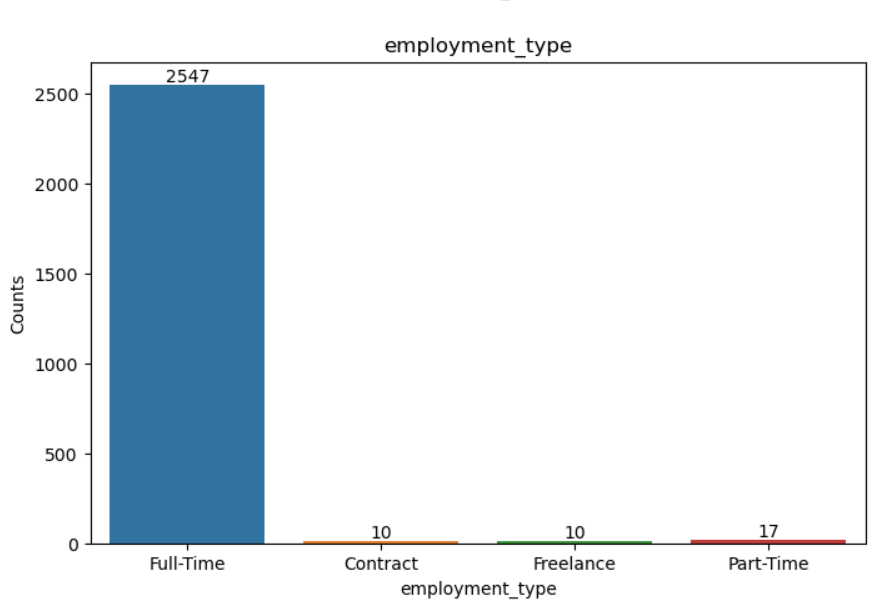 employment_type
2547
2500
2000
1500
1000
500
0
Counts
10
10
17
Full-Time
Contract
Freelance
Part-Time
employment_type